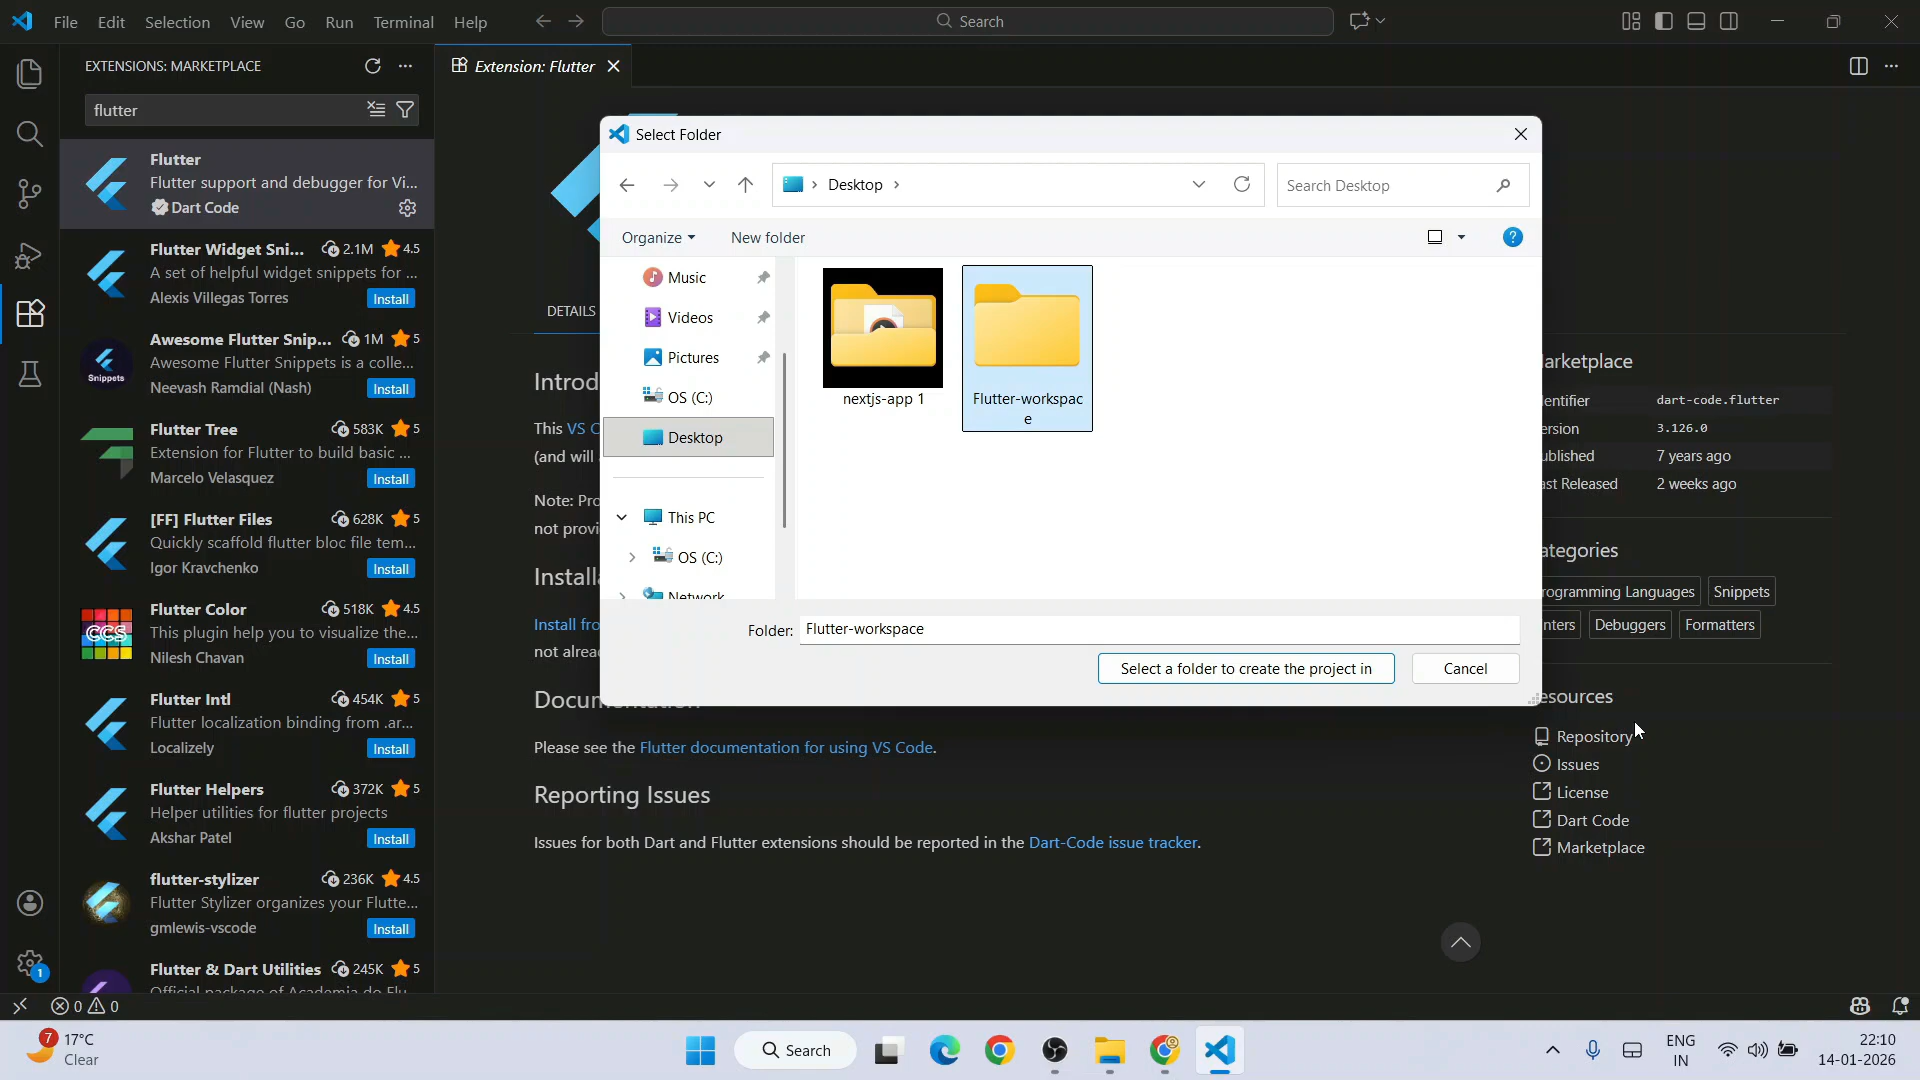 File Edit Selection View Go Run Terminal Help
Search
EXTENSIONS: MARKETPLACE
Extension: Flutter
flutter
Flutter
Flutter support and debugger for Vi...
Dart Code
Flutter Widget Sni... 2.1M 4.5
A set of helpful widget snippets for ...
Alexis Villegas Torres Install
Awesome Flutter Snip... 1M 5
Awesome Flutter Snippets is a colle...
Neevash Ramdial (Nash) Install
Snippets
Flutter Tree 583K 5
Extension for Flutter to build basic ...
Marcelo Velasquez Install
[FF] Flutter Files 628K 5
Quickly scaffold flutter bloc file tem...
Igor Kravchenko Install
Flutter Color 518K 4.5
This plugin help you to visualize the...
Nilesh Chavan Install
CCS
Flutter Intl 454K 5
Flutter localization binding from .ar...
Localizely Install
Flutter Helpers 372K 5
Helper utilities for flutter projects
Akshar Patel Install
flutter-stylizer 236K 4.5
Flutter Stylizer organizes your Flutte...
gmlewis-vscode Install
Flutter & Dart Utilities 245K 5
Select Folder
Desktop
Search Desktop
Organize New folder
Music
Videos
Pictures
OS (C:)
Desktop
This PC
OS (C:)
Network
nextjs-app 1
Flutter-workspac
e
Folder: Flutter-workspace
Select a folder to create the project in Cancel
DETAILS
Introd
This VS C
(and will
Note: Pro
not provi
Installa
Install fro
not alrea
Documentation
Please see the Flutter documentation for using VS Code.
Reporting Issues
Issues for both Dart and Flutter extensions should be reported in the Dart-Code issue tracker.
arketplace
entifier dart-code.flutter
ersion 3.126.0
ublished 7 years ago
ast Released 2 weeks ago
ategories
rogramming Languages Snippets
nters Debuggers Formatters
esources
Repository
Issues
License
Dart Code
Marketplace
1
0 0
7
17°C
Clear
Search
ENG
IN
22:10
14-01-2026